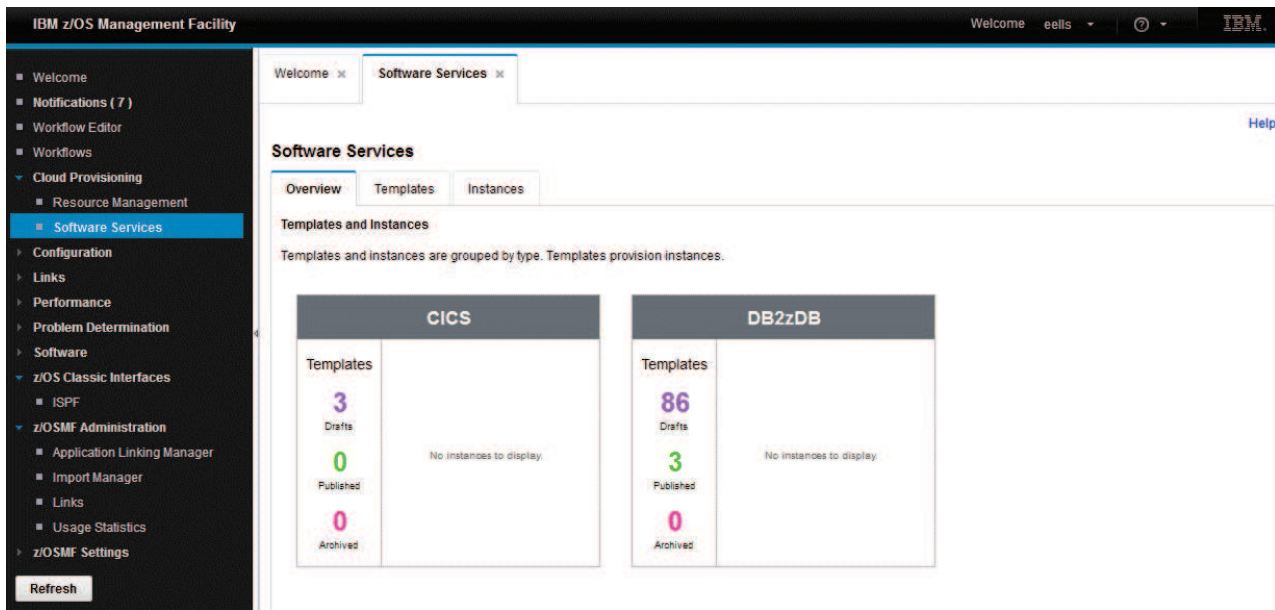 IBM z/OS Management Facility
Welcome eells
IBM.
Welcome
Notifications ( 7 )
Workflow Editor
Workflows
Cloud Provisioning
Resource Management
Software Services
Configuration
Links
Performance
Problem Determination
Software
z/OS Classic Interfaces
ISPF
z/OSMF Administration
Application Linking Manager
Import Manager
Links
Usage Statistics
z/OSMF Settings
Refresh
Welcome
Software Services
Help
Software Services
Overview
Templates
Instances
Templates and Instances
Templates and instances are grouped by type. Templates provision instances.
CICS
Templates
3
Drafts
0
Published
0
Archived
No instances to display.
DB2zDB
Templates
86
Drafts
3
Published
0
Archived
No instances to display.